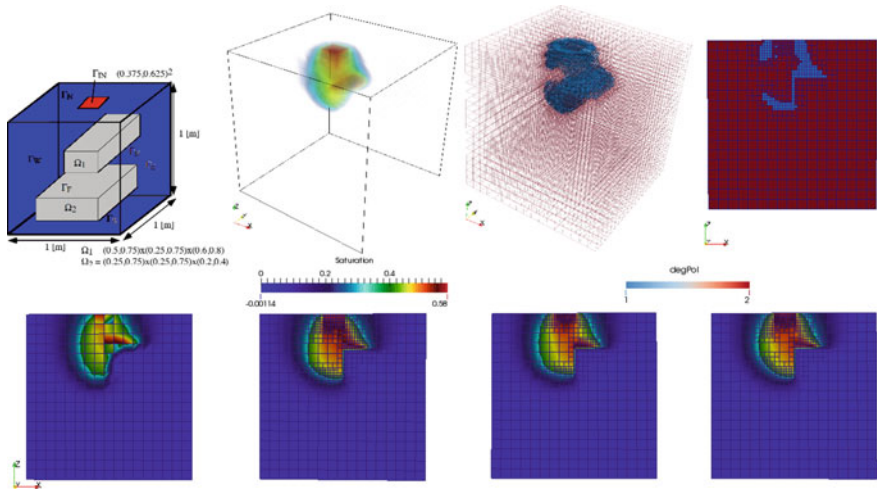 Γ_IN (0.375,0.625)²
Γ_N
1 [m]
Ω₁
Γ_W
Γ_F
Ω₂
1 [m]
1 [m]
(0.5,0.75)x(0.25,0.75)x(0.6,0.8)
= (0.25,0.75)x(0.25,0.75)x(0.2,0.4)
Saturation
0 0.2 0.4
-0.00114 0.58
degPol
1 2
Z
X